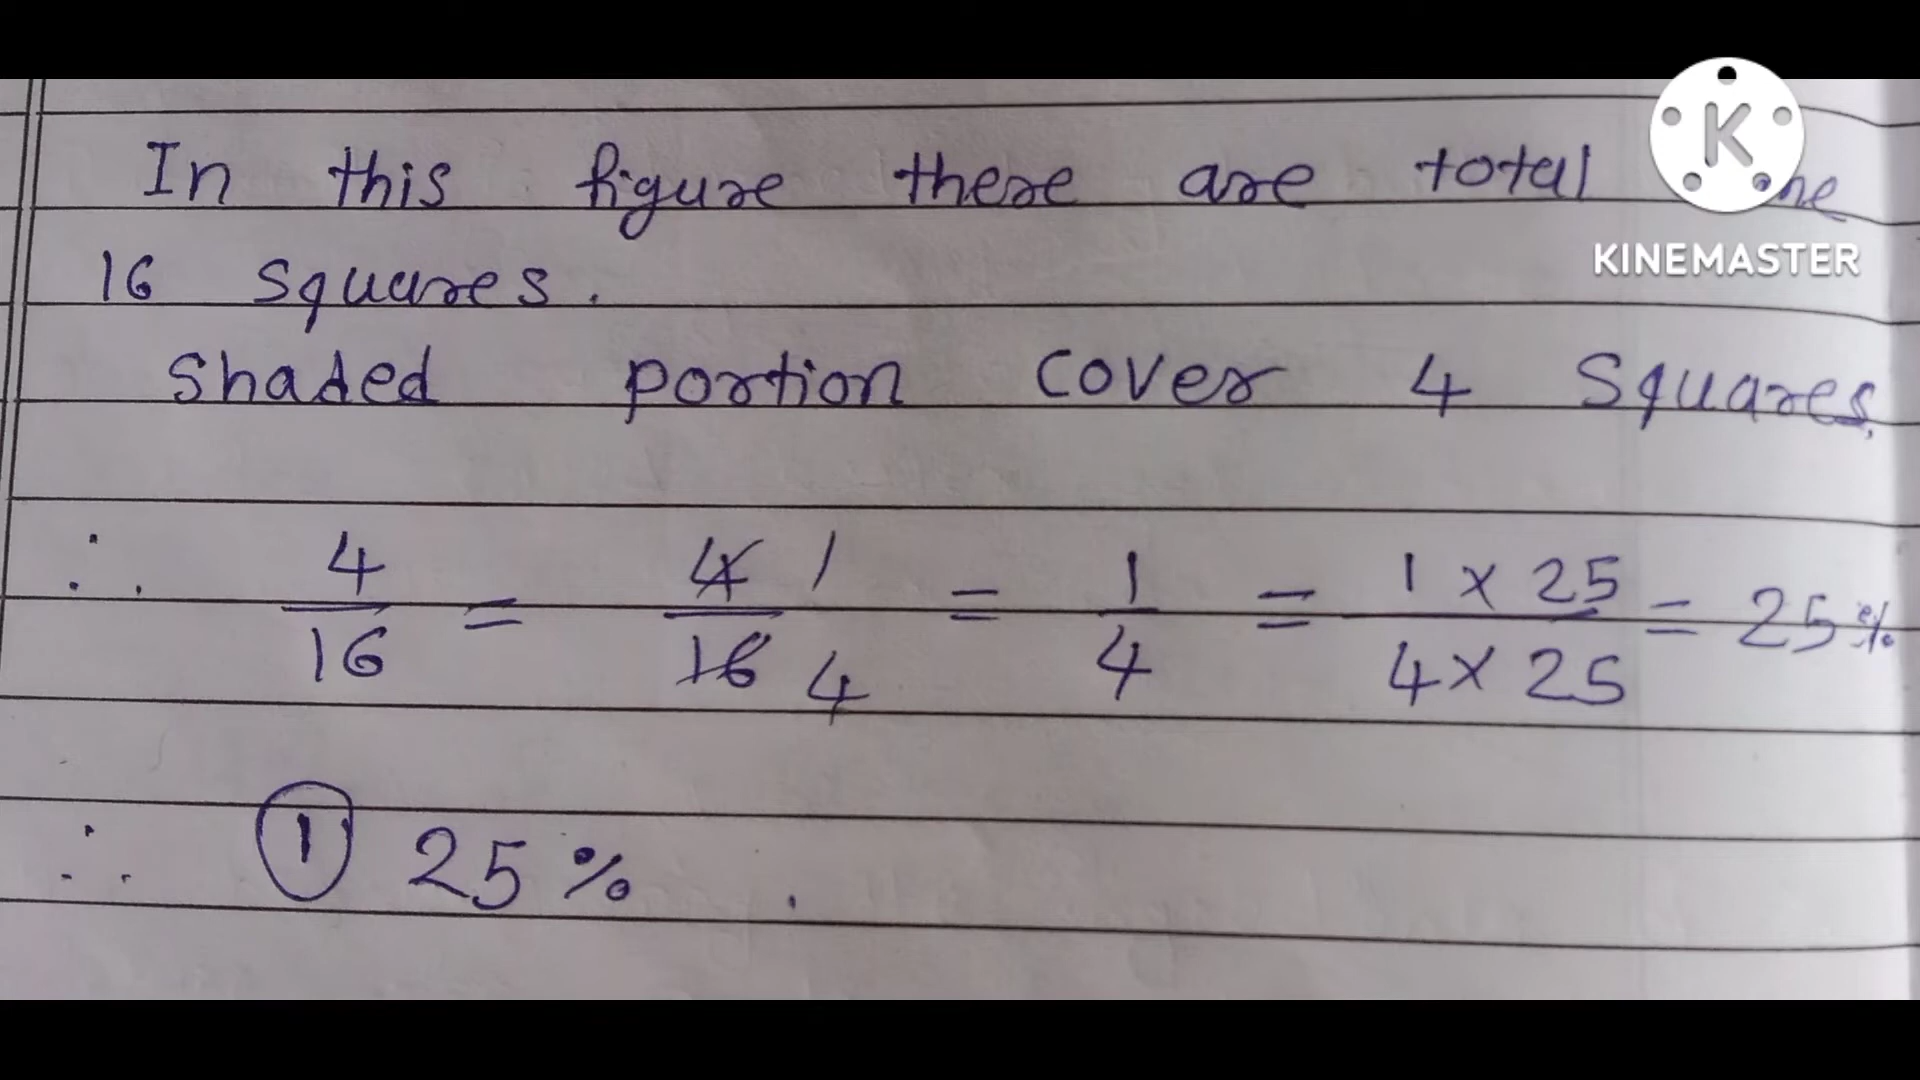 In this figure there are total
16 squares.
K
KINEMASTER
shaded portion cover 4 squares.
∴ 4/16 = 4/16 1/4 = 1/4 = 1 × 25/4 × 25 = 25%
∴ ① 25% .